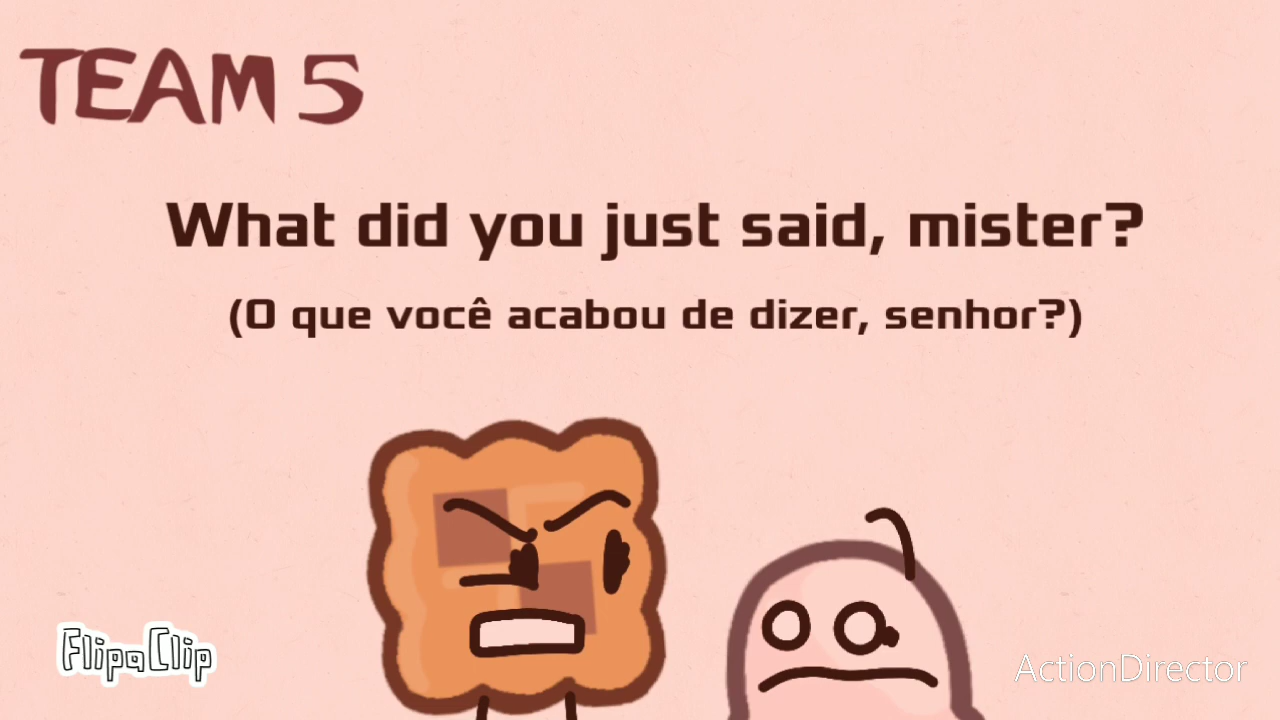 TEAM 5
What did you just said, mister?
(O que você acabou de dizer, senhor?)
FlipaClip
ActionDirector